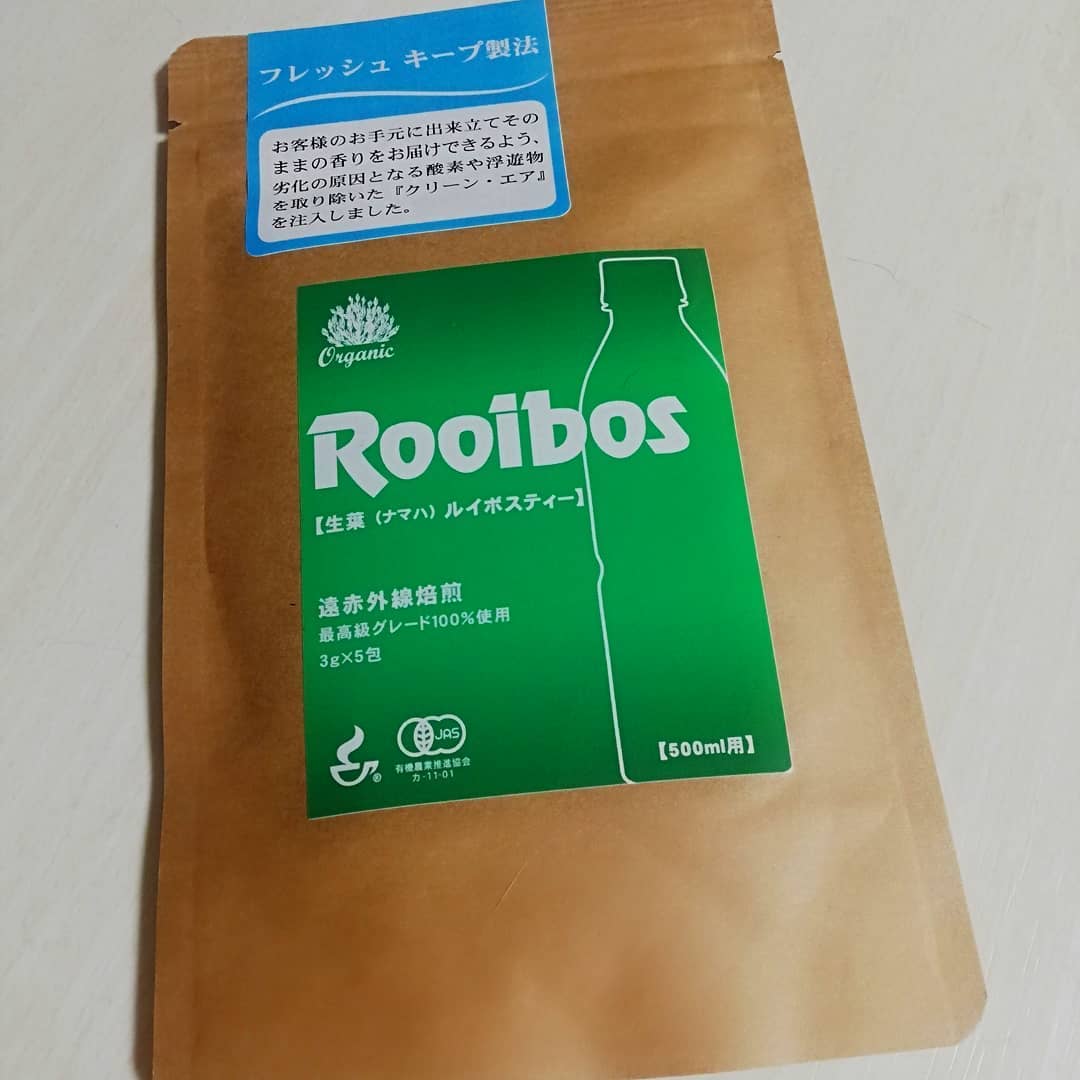 フレッシュ キープ製法
お客様のお手元に出来立てその
ままの香りをお届けできるよう、
劣化の原因となる酸素や浮遊物
を取り除いた『クリーン・エア』
を注入しました。
Organic
Rooibos
【生葉（ナマハ）ルイボスティー】
遠赤外線焙煎
最高級グレード100%使用
3g×5包
®
JAS
有機農業推進協会
カ-11-01
【500ml用】